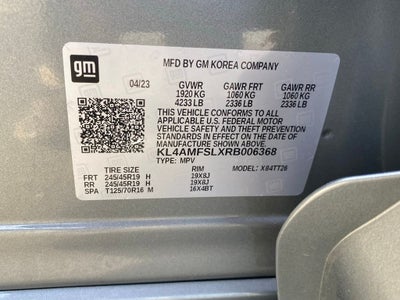 gm
MFD BY GM KOREA COMPANY
04/23 GVWR GAWR FRT GAWR RR
1920 KG 1060 KG 1060 KG
4233 LB 2336 LB 2336 LB
THIS VEHICLE CONFORMS TO ALL
APPLICABLE U.S. FEDERAL MOTOR
VEHICLE SAFETY AND THEFT PREVENTION
STANDARDS IN EFFECT ON THE DATE OF
MANUFACTURE SHOWN ABOVE.
KL4AMFSLXRB006368
TYPE: MPV MODEL: X84TT26
TIRE SIZE RIM
FRT 245/45R19 H 19X8J
RR 245/45R19 H 19X8J
SPA T125/70R16 M 16X4BT